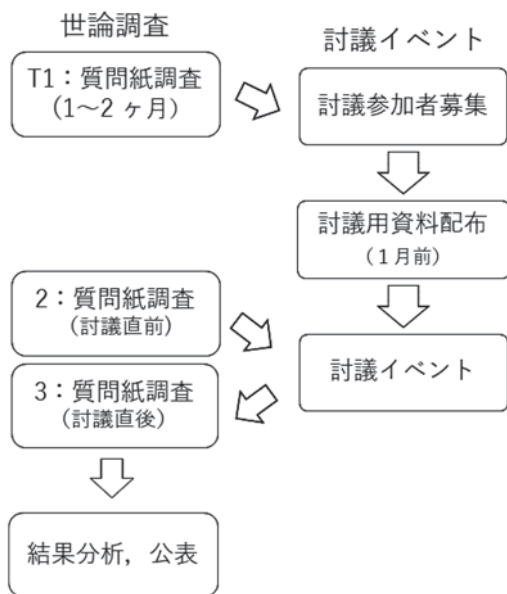 世論調査
討議イベント
T1：質問紙調査
(1～2 ヶ月)
討議参加者募集
討議用資料配布
（１月前）
2：質問紙調査
(討議直前)
討議イベント
3：質問紙調査
(討議直後)
結果分析，公表